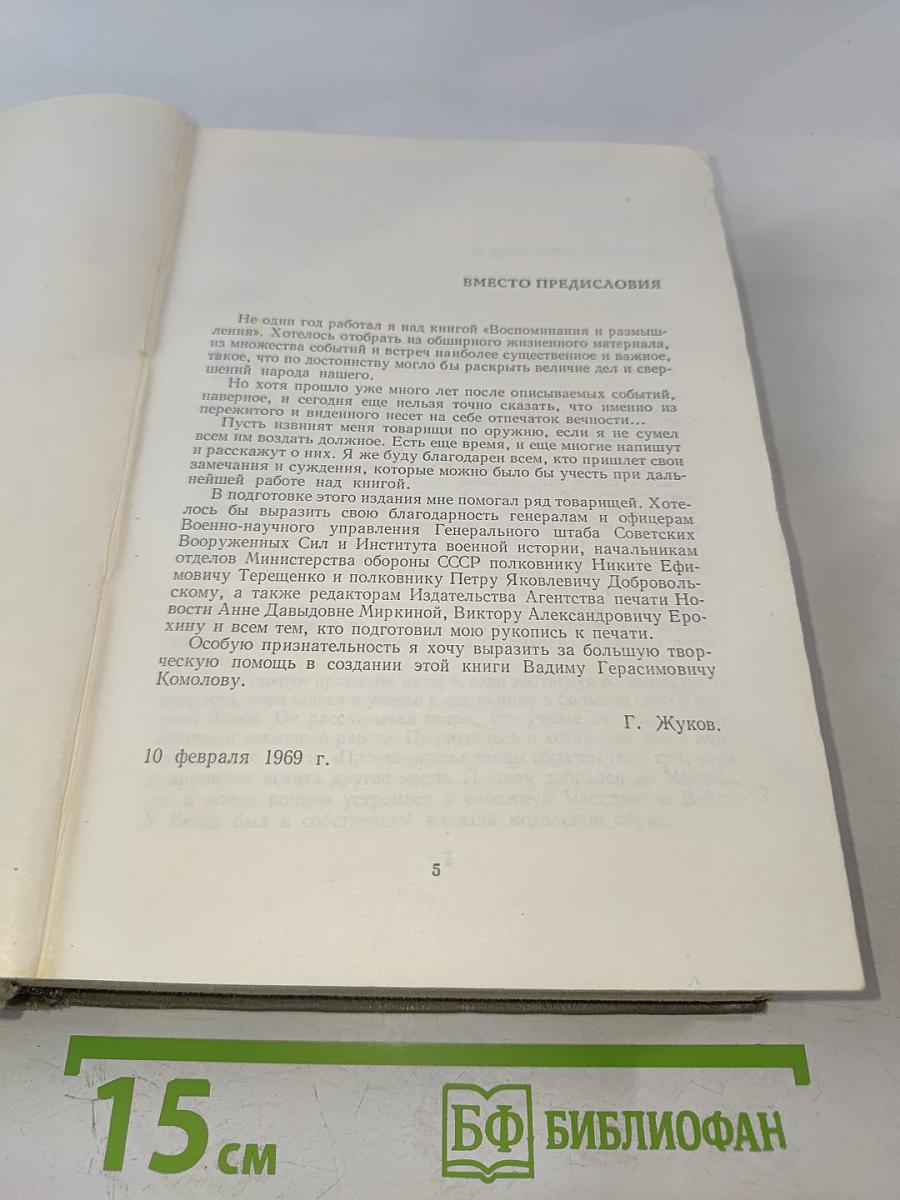 ВМЕСТО ПРЕДИСЛОВИЯ
Не один год работал я над книгой «Воспоминания и размыш-
ления». Хотелось отобрать из обширного жизненного материала,
из множества событий и встреч наиболее существенное и важное,
такое, что по достоинству могло бы раскрыть величие дел и свер-
шений народа нашего.
Но хотя прошло уже много лет после описываемых событий,
наверное, и сегодня еще нельзя точно сказать, что именно из
пережитого и виденного несет на себе отпечаток вечности...
Пусть извинят меня товарищи по оружию, если я не сумел
всем им воздать должное. Есть еще время, и еще многие напишут
и расскажут о них. Я же буду благодарен всем, кто пришлет свои
замечания и суждения, которые можно было бы учесть при даль-
нейшей работе над книгой.
В подготовке этого издания мне помогал ряд товарищей. Хоте-
лось бы выразить свою благодарность генералам и офицерам
Военно-научного управления Генерального штаба Советских
Вооруженных Сил и Института военной истории, начальникам
отделов Министерства обороны СССР полковнику Никите Ефи-
мовичу Терещенко и полковнику Петру Яковлевичу Доброволь-
скому, а также редакторам Издательства Агентства печати Но-
вости Анне Давыдовне Миркиной, Виктору Александровичу Еро-
хину и всем тем, кто подготовил мою рукопись к печати.
Особую признательность я хочу выразить за большую твор-
ческую помощь в создании этой книги Вадиму Герасимовичу
Комолову.
Г. Жуков.
10 февраля 1969 г.
5
15 см
БФ БИБЛИОФАН